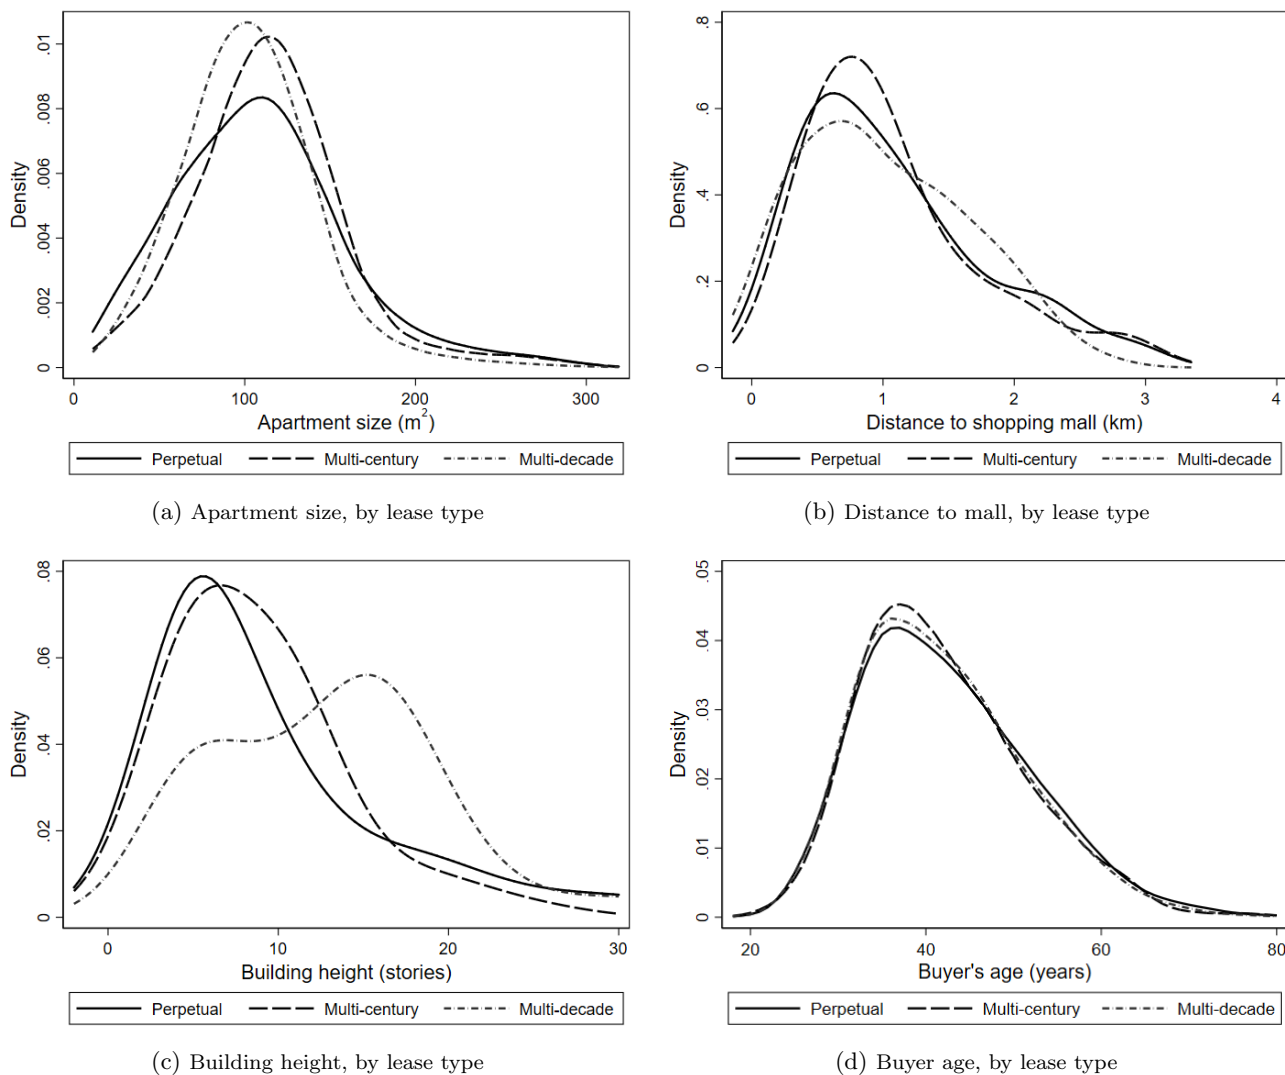 Density
0
.002
.004
.006
.008
.01
0 100 200 300
Apartment size (m²)
Perpetual Multi-century Multi-decade
(a) Apartment size, by lease type
Density
0
.2
.4
.6
.8
0 1 2 3 4
Distance to shopping mall (km)
Perpetual Multi-century Multi-decade
(b) Distance to mall, by lease type
Density
0
.02
.04
.06
.08
0 10 20 30
Building height (stories)
Perpetual Multi-century Multi-decade
(c) Building height, by lease type
Density
0
.01
.02
.03
.04
.05
20 40 60 80
Buyer's age (years)
Perpetual Multi-century Multi-decade
(d) Buyer age, by lease type